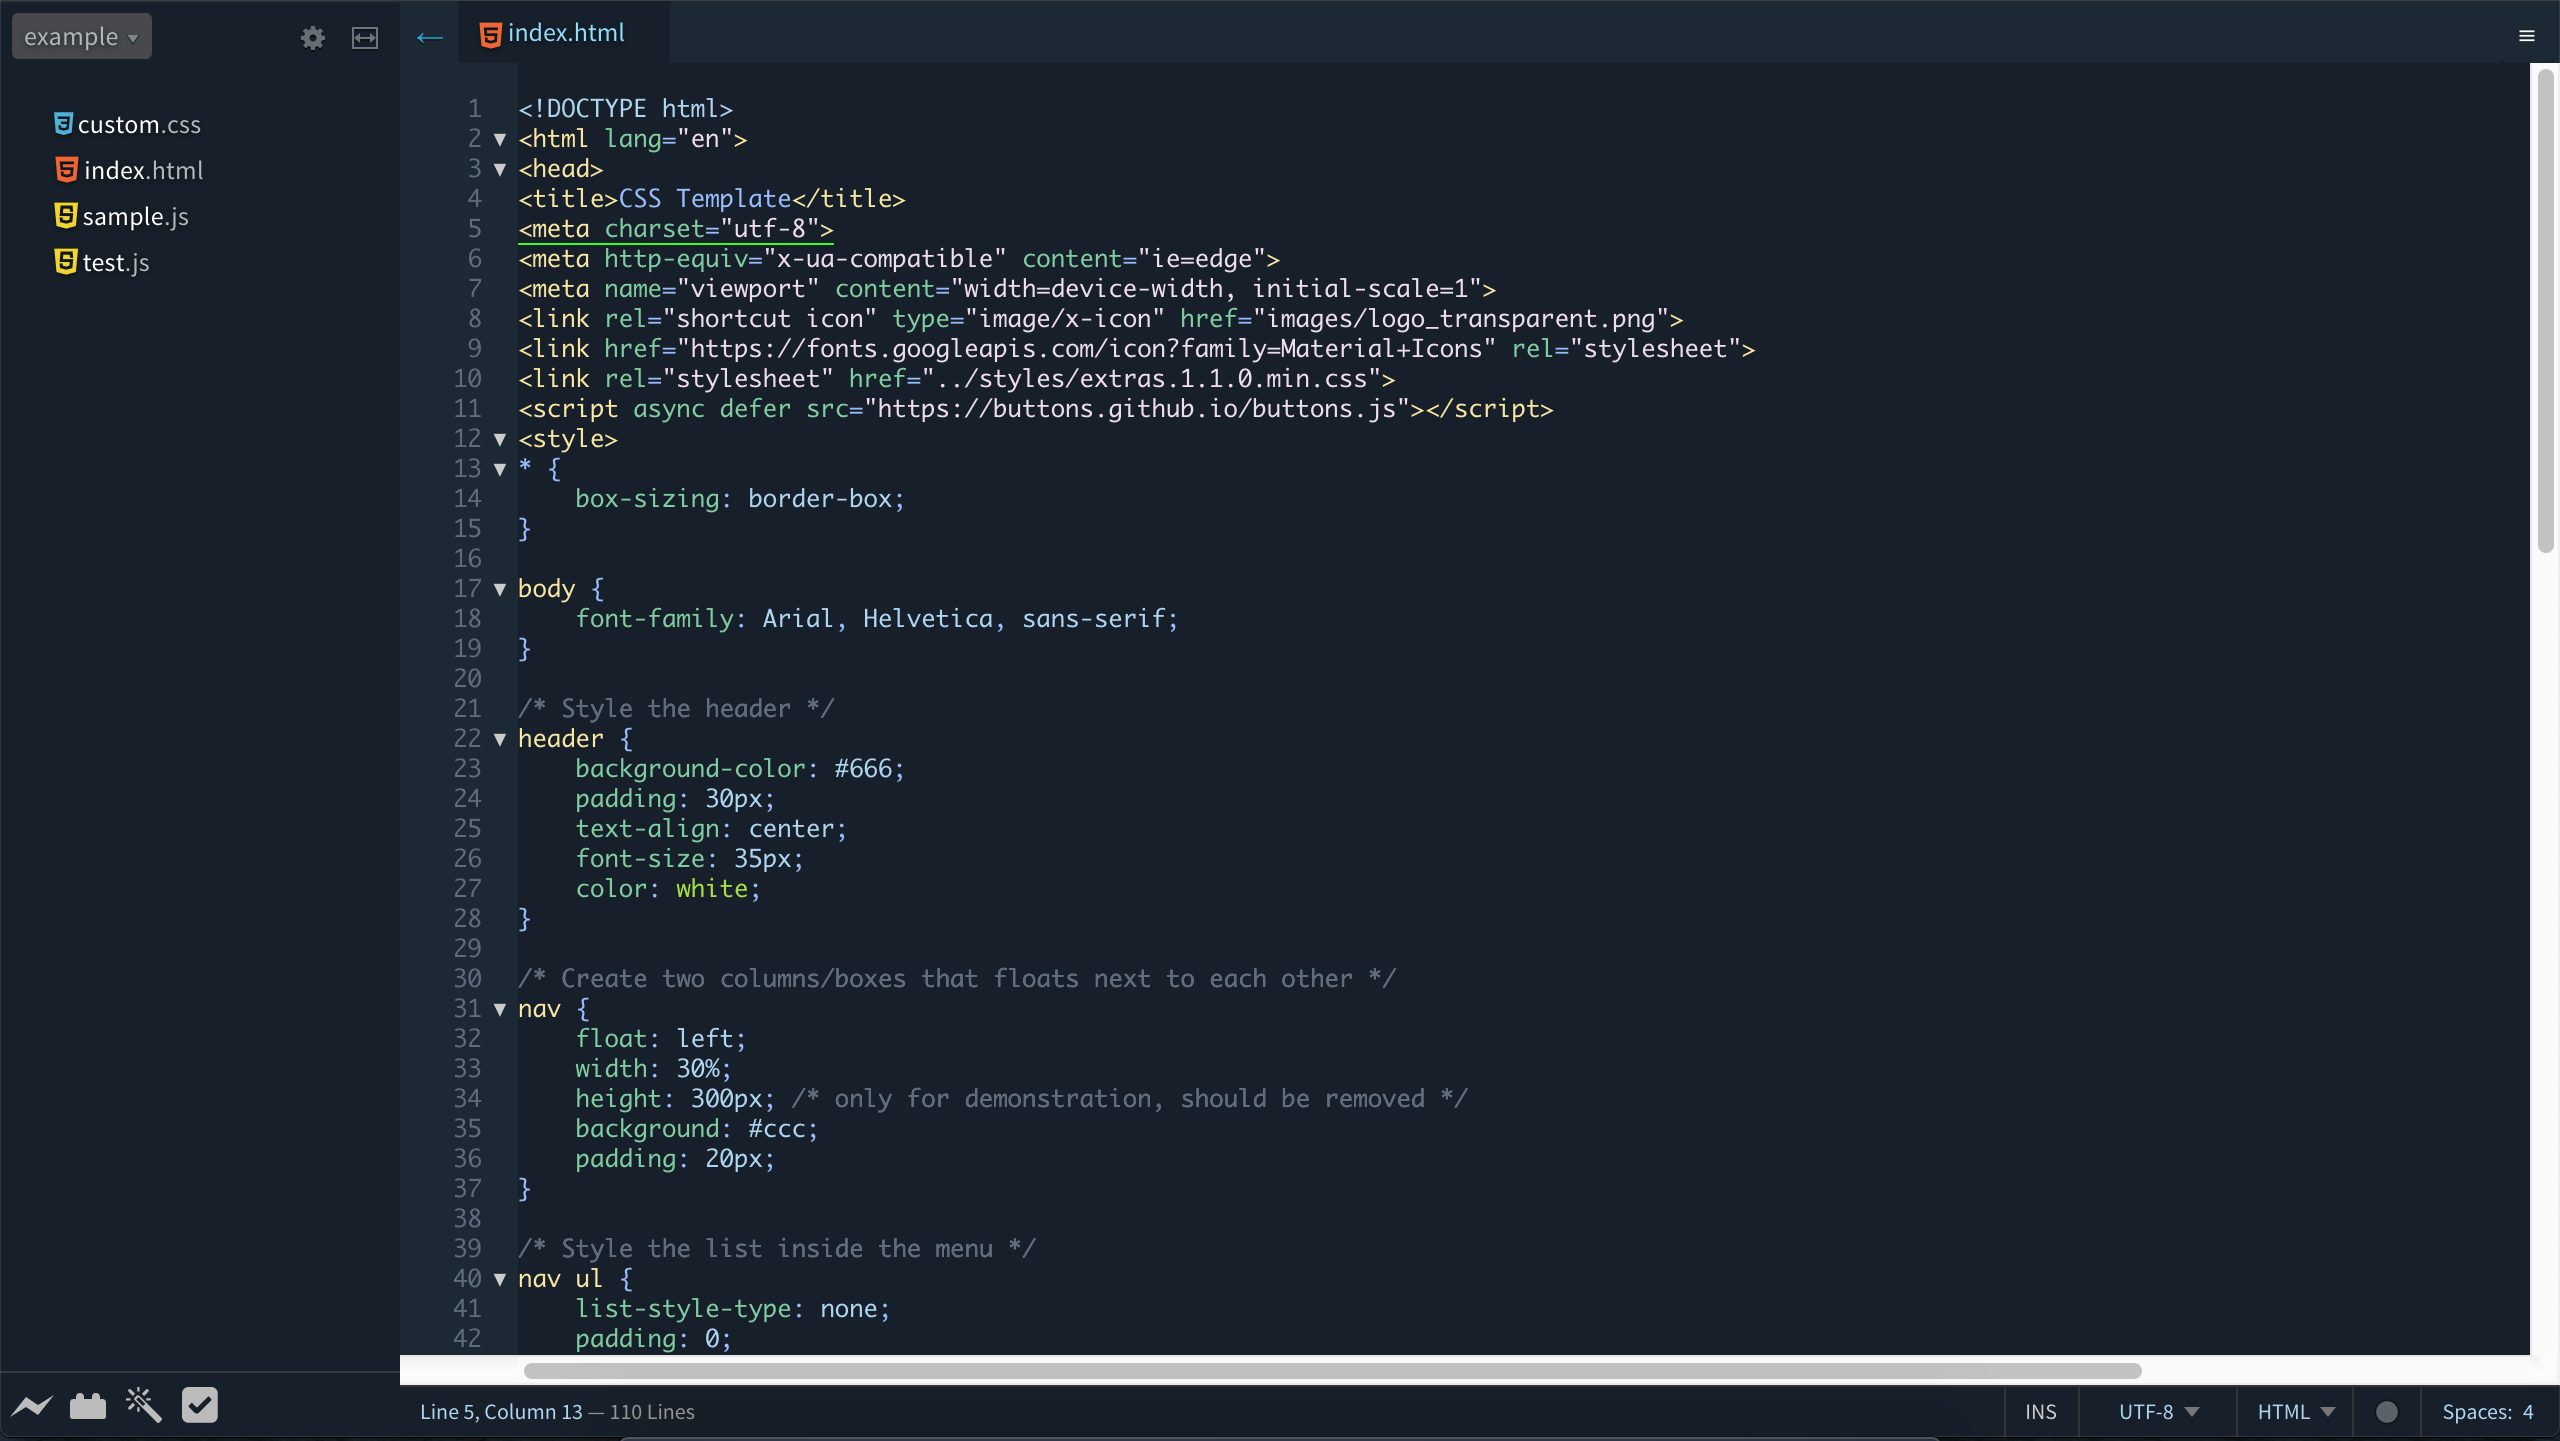 example
index.html
custom.css
index.html
sample.js
test.js
1 <!DOCTYPE html>
2 <html lang="en">
3 <head>
4 <title>CSS Template</title>
5 <meta charset="utf-8">
6 <meta http-equiv="x-ua-compatible" content="ie=edge">
7 <meta name="viewport" content="width=device-width, initial-scale=1">
8 <link rel="shortcut icon" type="image/x-icon" href="images/logo_transparent.png">
9 <link href="https://fonts.googleapis.com/icon?family=Material+Icons" rel="stylesheet">
10 <link rel="stylesheet" href="../styles/extras.1.1.0.min.css">
11 <script async defer src="https://buttons.github.io/buttons.js"></script>
12 <style>
13 * {
14     box-sizing: border-box;
15 }
16
17 body {
18     font-family: Arial, Helvetica, sans-serif;
19 }
20
21 /* Style the header */
22 header {
23     background-color: #666;
24     padding: 30px;
25     text-align: center;
26     font-size: 35px;
27     color: white;
28 }
29
30 /* Create two columns/boxes that floats next to each other */
31 nav {
32     float: left;
33     width: 30%;
34     height: 300px; /* only for demonstration, should be removed */
35     background: #ccc;
36     padding: 20px;
37 }
38
39 /* Style the list inside the menu */
40 nav ul {
41     list-style-type: none;
42     padding: 0;
Line 5, Column 13 — 110 Lines
INS
UTF-8
HTML
Spaces: 4